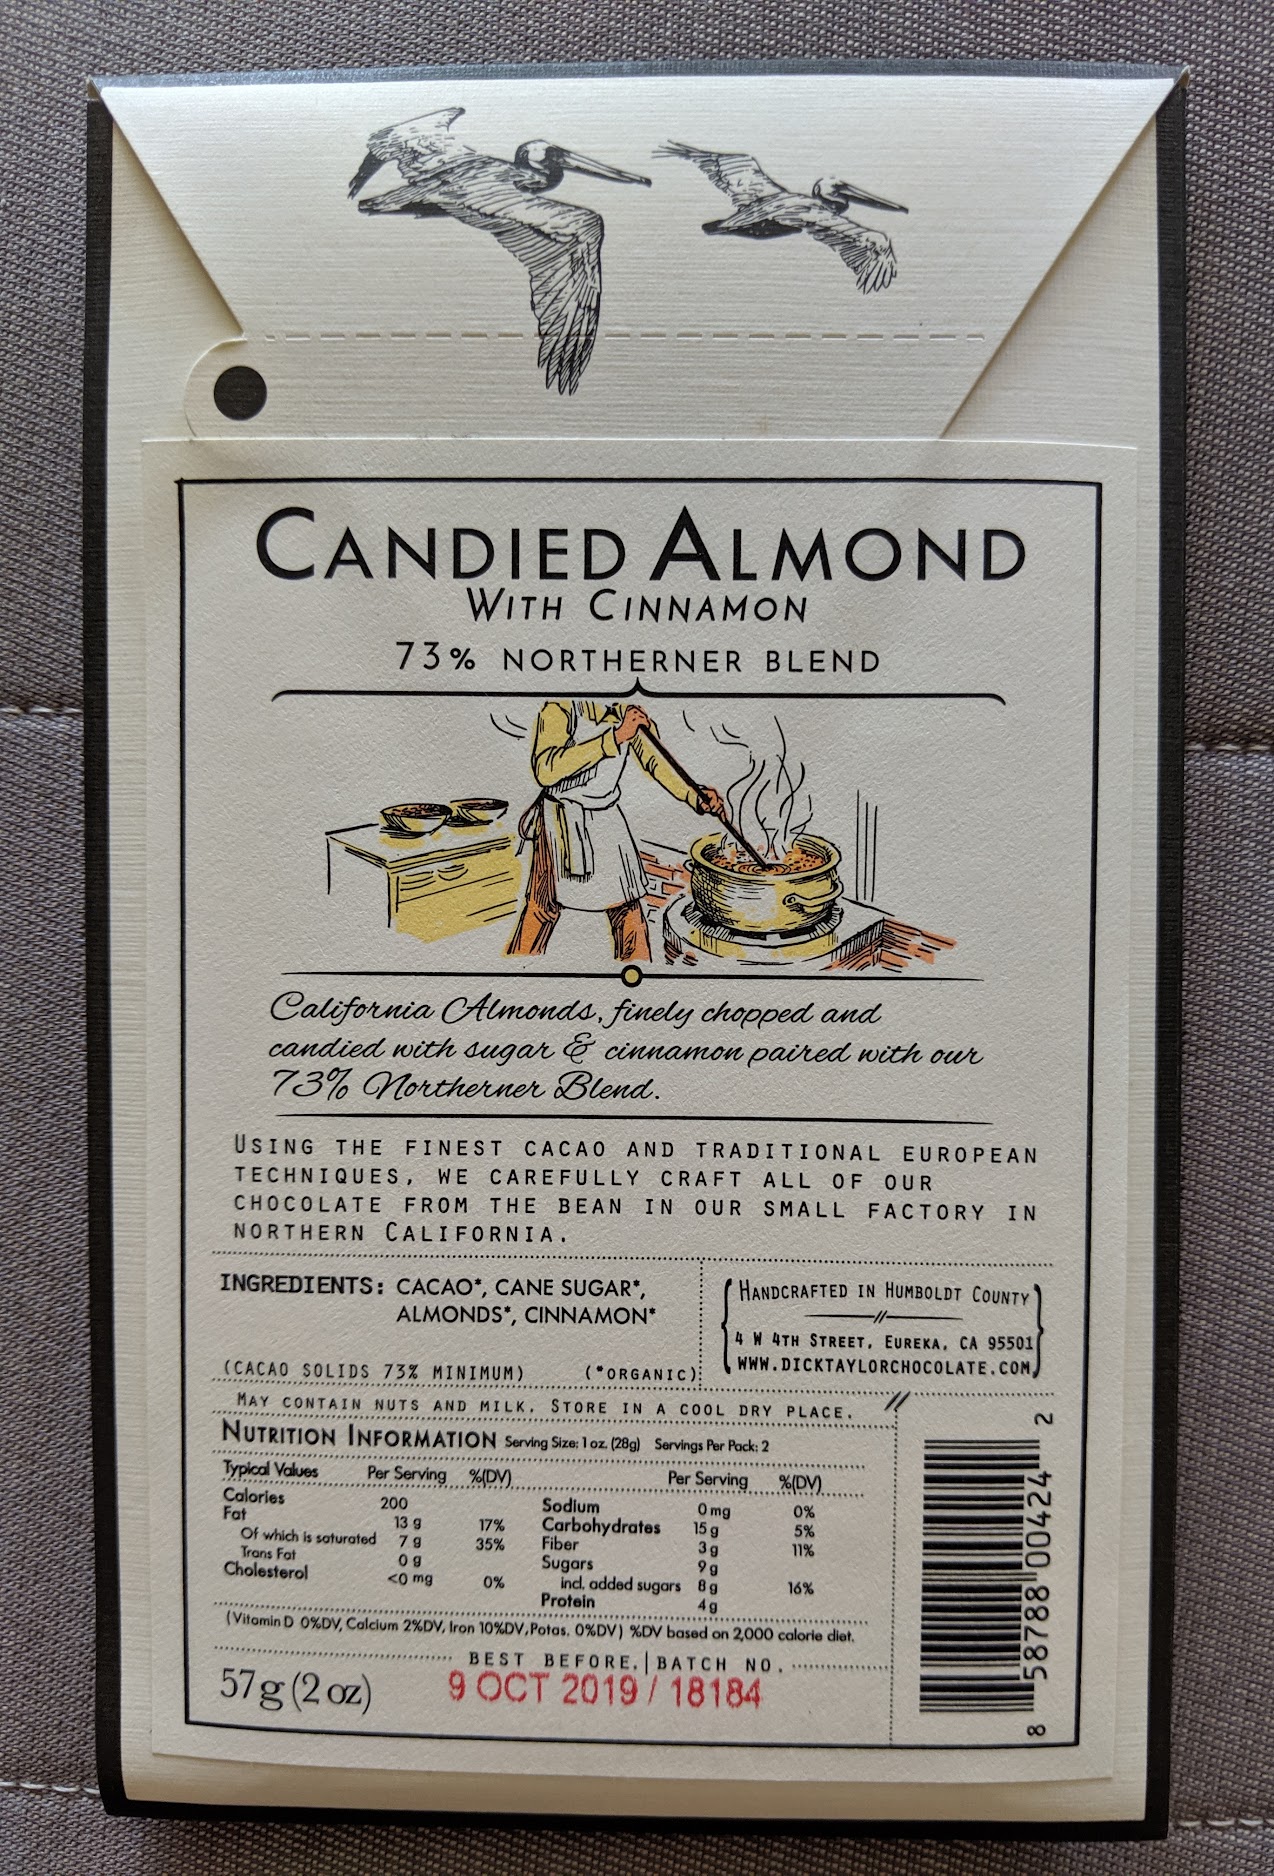 CANDIED ALMOND
WITH CINNAMON
73% NORTHERNER BLEND
California Almonds, finely chopped and
candied with sugar & cinnamon paired with our
73% Northerner Blend.
USING THE FINEST CACAO AND TRADITIONAL EUROPEAN
TECHNIQUES, WE CAREFULLY CRAFT ALL OF OUR
CHOCOLATE FROM THE BEAN IN OUR SMALL FACTORY IN
NORTHERN CALIFORNIA.
INGREDIENTS: CACAO*, CANE SUGAR*,
ALMONDS*, CINNAMON*
(CACAO SOLIDS 73% MINIMUM) (*ORGANIC)
HANDCRAFTED IN HUMBOLDT COUNTY
4 W 4TH STREET, EUREKA, CA 95501
WWW.DICKTAYLORCHOCOLATE.COM
MAY CONTAIN NUTS AND MILK. STORE IN A COOL DRY PLACE.
NUTRITION INFORMATION Serving Size: 1 oz. (28g) Servings Per Pack: 2
Typical Values Per Serving %(DV) Per Serving %(DV)
Calories 200
Fat 13 g 17%
Of which is saturated 7 g 35%
Trans Fat 0 g
Cholesterol <0 mg 0%
Sodium 0 mg 0%
Carbohydrates 15 g 5%
Fiber 3 g 11%
Sugars 9 g
incl. added sugars 8 g 16%
Protein 4 g
(Vitamin D 0%DV, Calcium 2%DV, Iron 10%DV, Potas. 0%DV) %DV based on 2,000 calorie diet.
BEST BEFORE. | BATCH NO.
57g (2 oz) 9 OCT 2019 / 18184
8 58788 00424 2